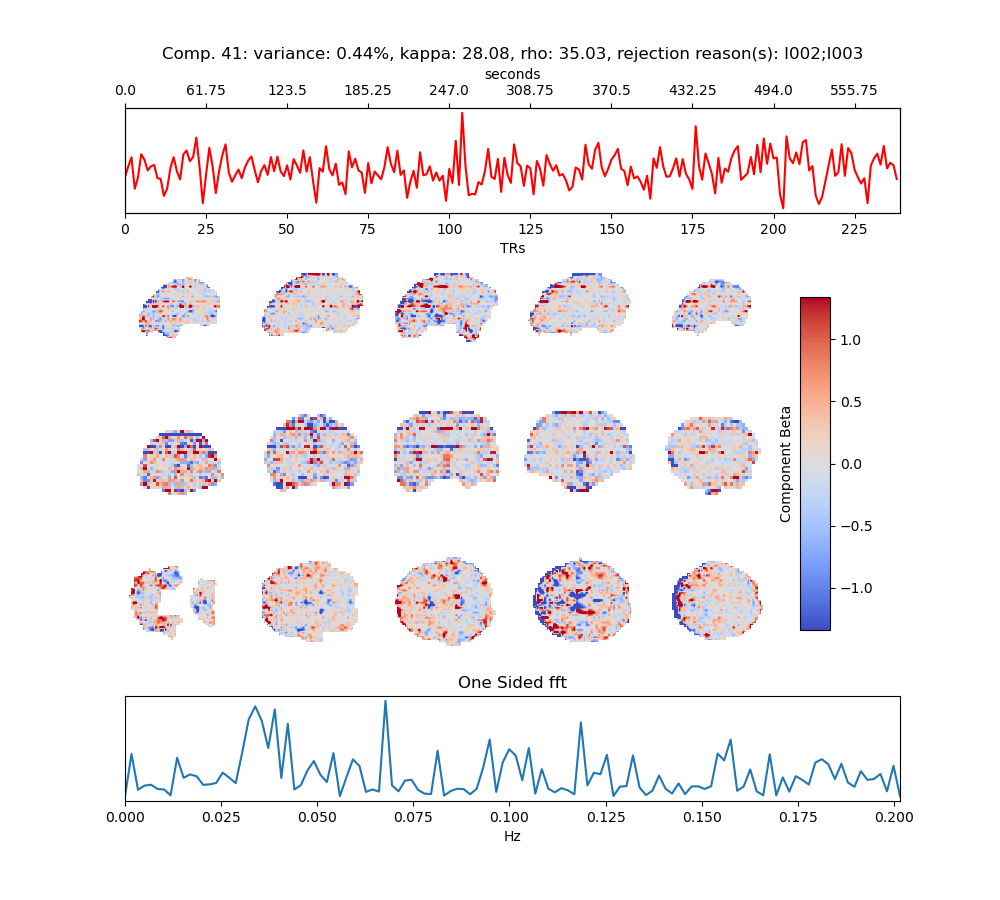 Comp. 41: variance: 0.44%, kappa: 28.08, rho: 35.03, rejection reason(s): I002;I003
seconds
0.0 61.75 123.5 185.25 247.0 308.75 370.5 432.25 494.0 555.75
0 25 50 75 100 125 150 175 200 225
TRs
1.0
0.5
0.0
−0.5
−1.0
Component Beta
One Sided fft
0.000 0.025 0.050 0.075 0.100 0.125 0.150 0.175 0.200
Hz